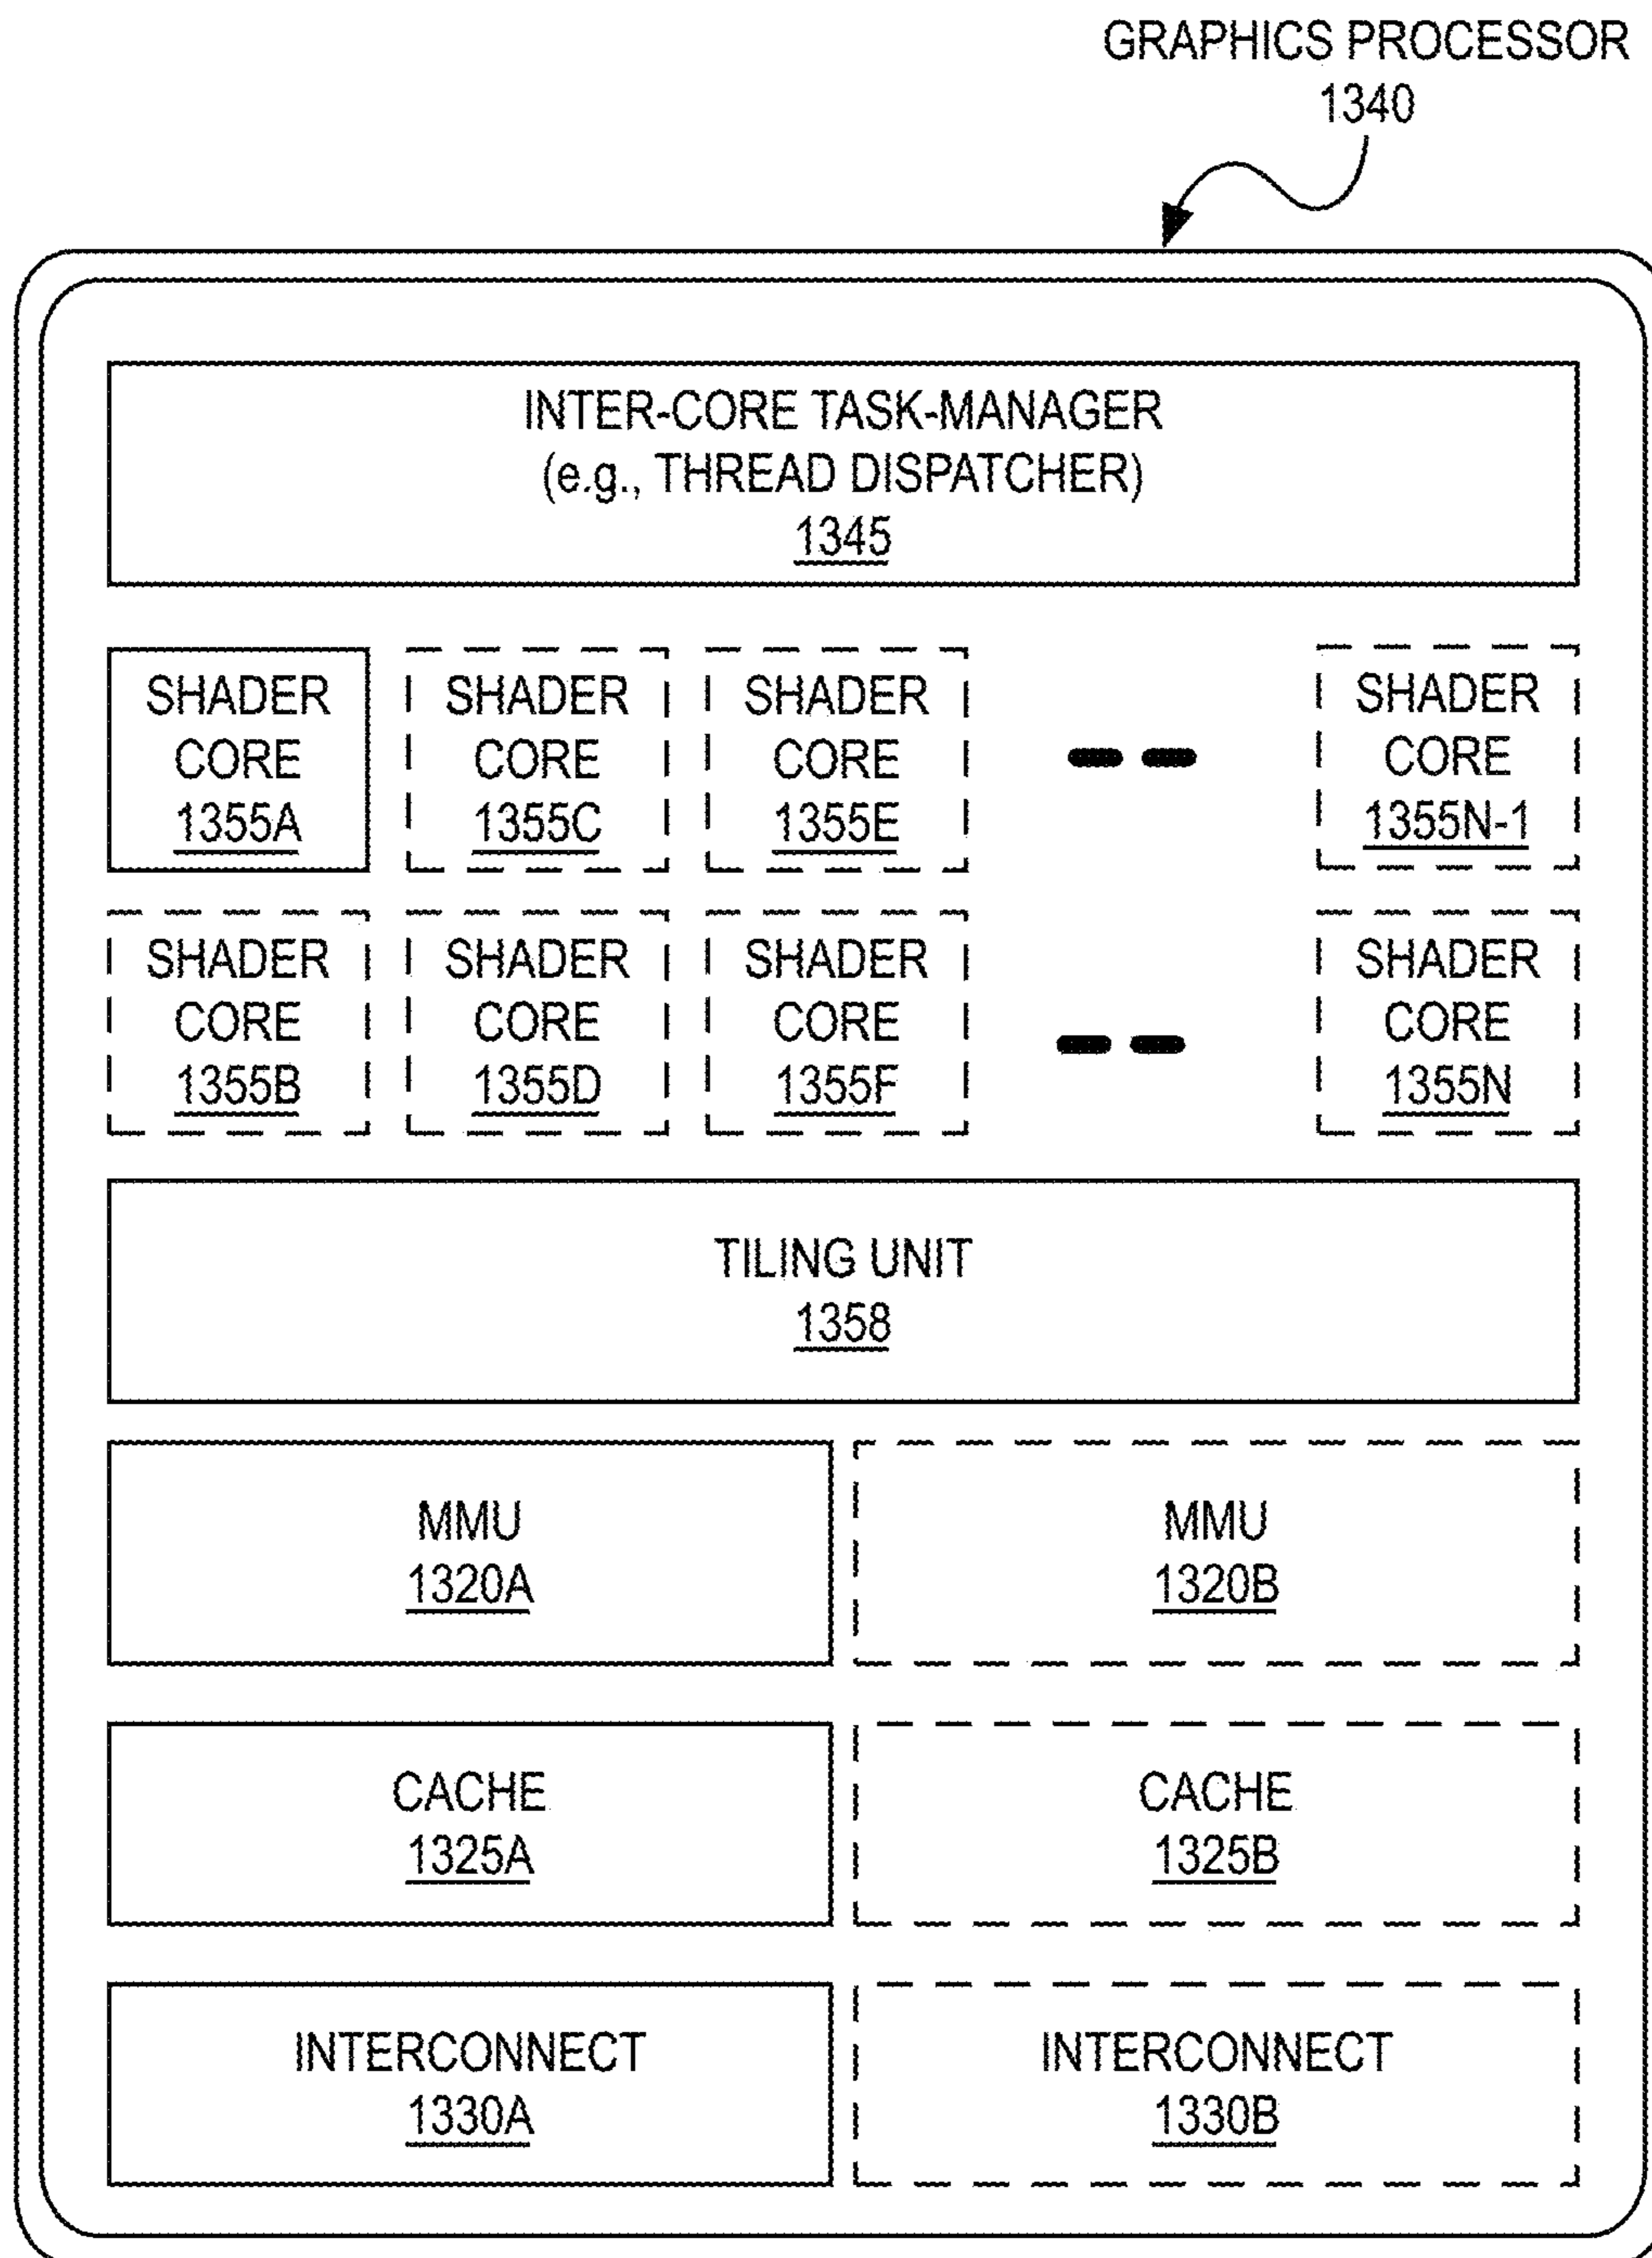 GRAPHICS PROCESSOR
1340
INTER-CORE TASK-MANAGER
(e.g., THREAD DISPATCHER)
1345
SHADER
CORE
1355A
SHADER
CORE
1355C
SHADER
CORE
1355E
SHADER
CORE
1355N-1
SHADER
CORE
1355B
SHADER
CORE
1355D
SHADER
CORE
1355F
SHADER
CORE
1355N
TILING UNIT
1358
MMU
1320A
MMU
1320B
CACHE
1325A
CACHE
1325B
INTERCONNECT
1330A
INTERCONNECT
1330B